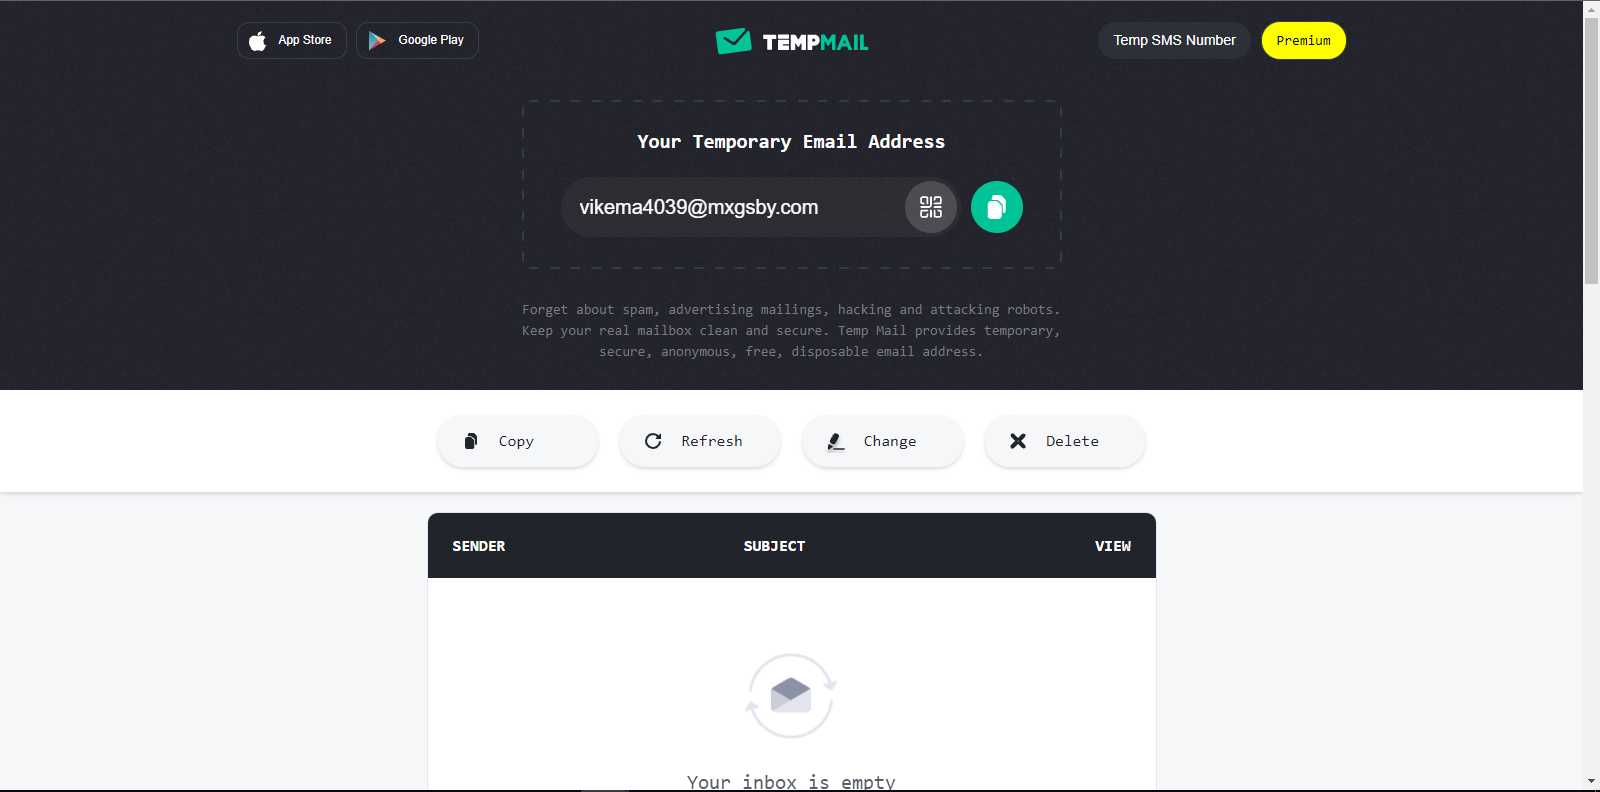 App Store
Google Play
TEMPMAIL
Temp SMS Number
Premium
Your Temporary Email Address
vikema4039@mxgsby.com
Forget about spam, advertising mailings, hacking and attacking robots.
Keep your real mailbox clean and secure. Temp Mail provides temporary,
secure, anonymous, free, disposable email address.
Copy
Refresh
Change
Delete
SENDER
SUBJECT
VIEW
Your inbox is empty